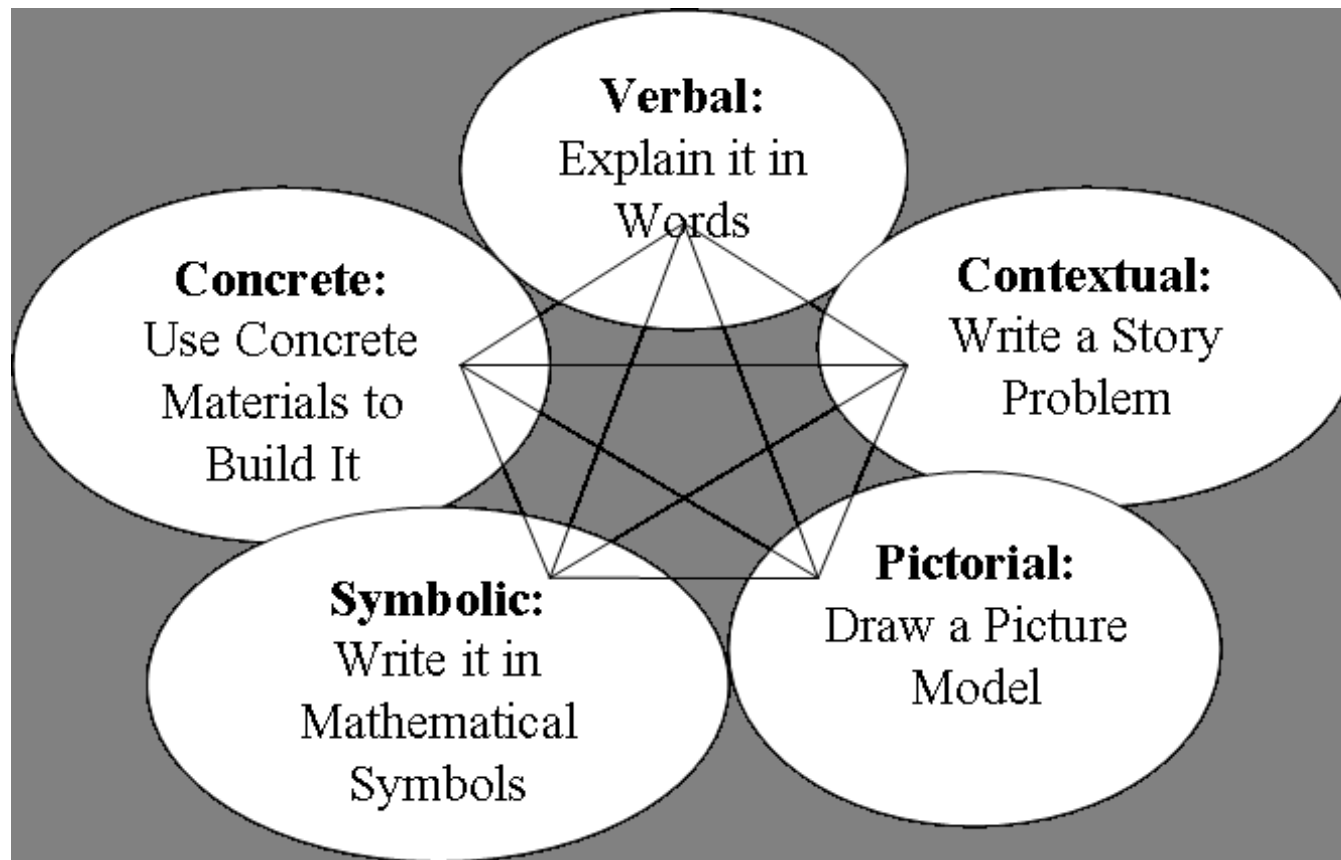 Verbal:
Explain it in
Words
Concrete:
Use Concrete
Materials to
Build It
Contextual:
Write a Story
Problem
Symbolic:
Write it in
Mathematical
Symbols
Pictorial:
Draw a Picture
Model